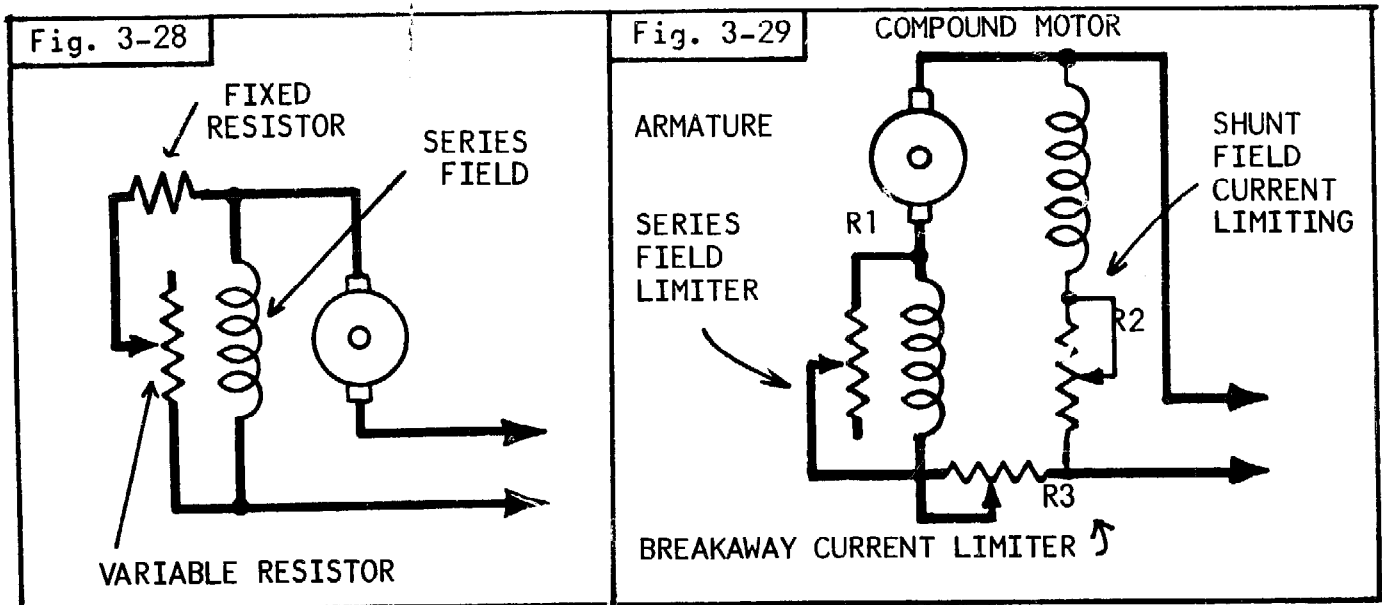 Fig. 3-28
FIXED
RESISTOR
SERIES
FIELD
VARIABLE RESISTOR
Fig. 3-29
COMPOUND MOTOR
ARMATURE
SHUNT
FIELD
CURRENT
LIMITING
R1
SERIES
FIELD
LIMITER
R2
R3
BREAKAWAY CURRENT LIMITER